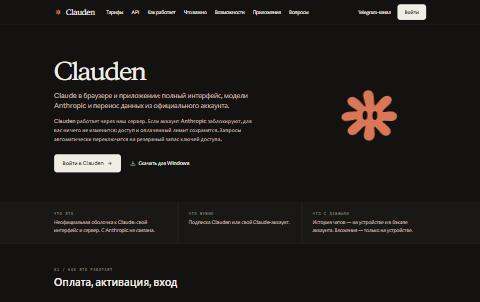 Clauden
Тарифы API Как работает Что важно Возможности Приложения Вопросы
Telegram-канал Войти
Clauden
Claude в браузере и приложении: полный интерфейс, модели
Anthropic и перенос данных из официального аккаунта.
Clauden работает через наш сервер. Если аккаунт Anthropic заблокируют, для
вас ничего не изменится: доступ и оплаченный лимит сохранятся. Запросы
автоматически переключатся на резервный запас ключей доступа.
Войти в Clauden → Скачать для Windows
ЧТО ЭТО
Неофициальная оболочка к Claude: свой
интерфейс и сервер. С Anthropic не связана.
ЧТО НУЖНО
Подписка Clauden или свой Claude-аккаунт.
ЧТО С ДАННЫМИ
История чатов — на устройстве и в бэкапе
аккаунта. Вложения — только на устройстве.
01 / КАК ЭТО РАБОТАЕТ
Оплата, активация, вход